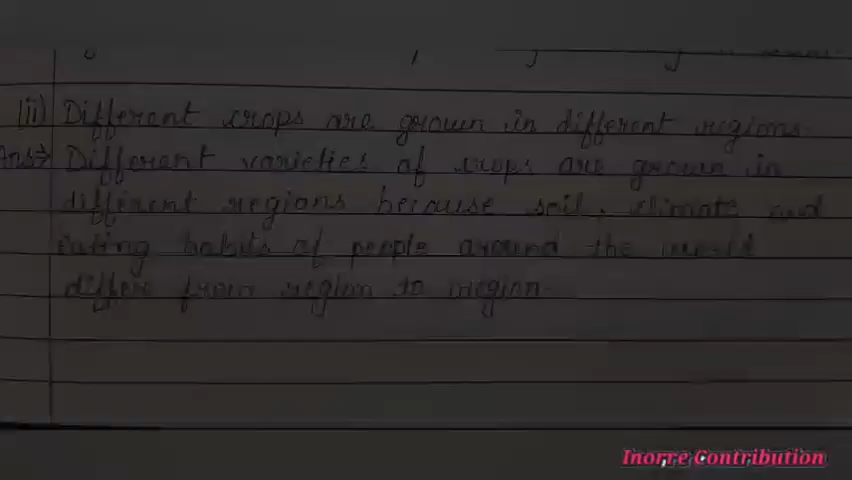 (ii) Different crops are grown in different regions.
Ans→ Different varieties of crops are grown in
different regions because soil, climate and
eating habits of people around the world
differ from region to region.
Inorre Contribution